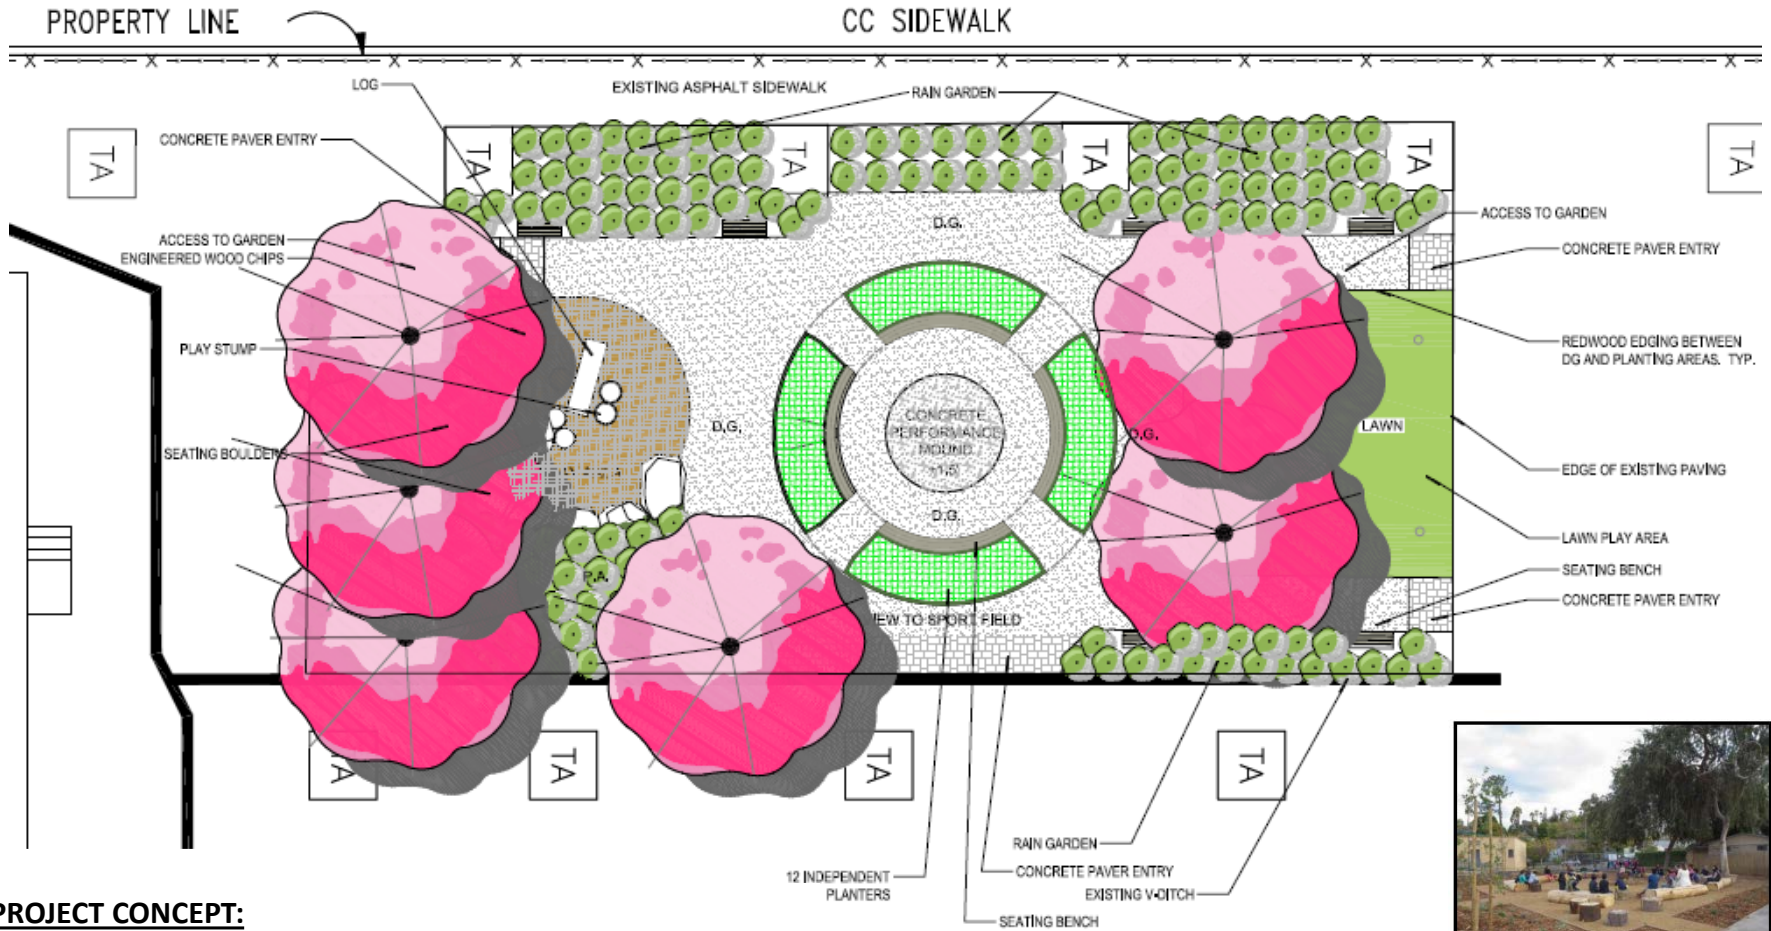 PROPERTY LINE
CC SIDEWALK
LOG
EXISTING ASPHALT SIDEWALK
RAIN GARDEN
CONCRETE PAVER ENTRY
TA
TA
TA
TA
TA
TA
ACCESS TO GARDEN
D.G.
ACCESS TO GARDEN
ENGINEERED WOOD CHIPS
CONCRETE PAVER ENTRY
PLAY STUMP
REDWOOD EDGING BETWEEN
DG AND PLANTING AREAS. TYP.
CONCRETE
PERFORMANCE
MOUND
+1.5'
D.G.
D.G.
LAWN
SEATING BOULDERS
EDGE OF EXISTING PAVING
D.G.
LAWN PLAY AREA
P.A.
SEATING BENCH
CONCRETE PAVER ENTRY
VIEW TO SPORT FIELD
TA
TA
TA
TA
RAIN GARDEN
12 INDEPENDENT
PLANTERS
CONCRETE PAVER ENTRY
EXISTING V-DITCH
SEATING BENCH
PROJECT CONCEPT: